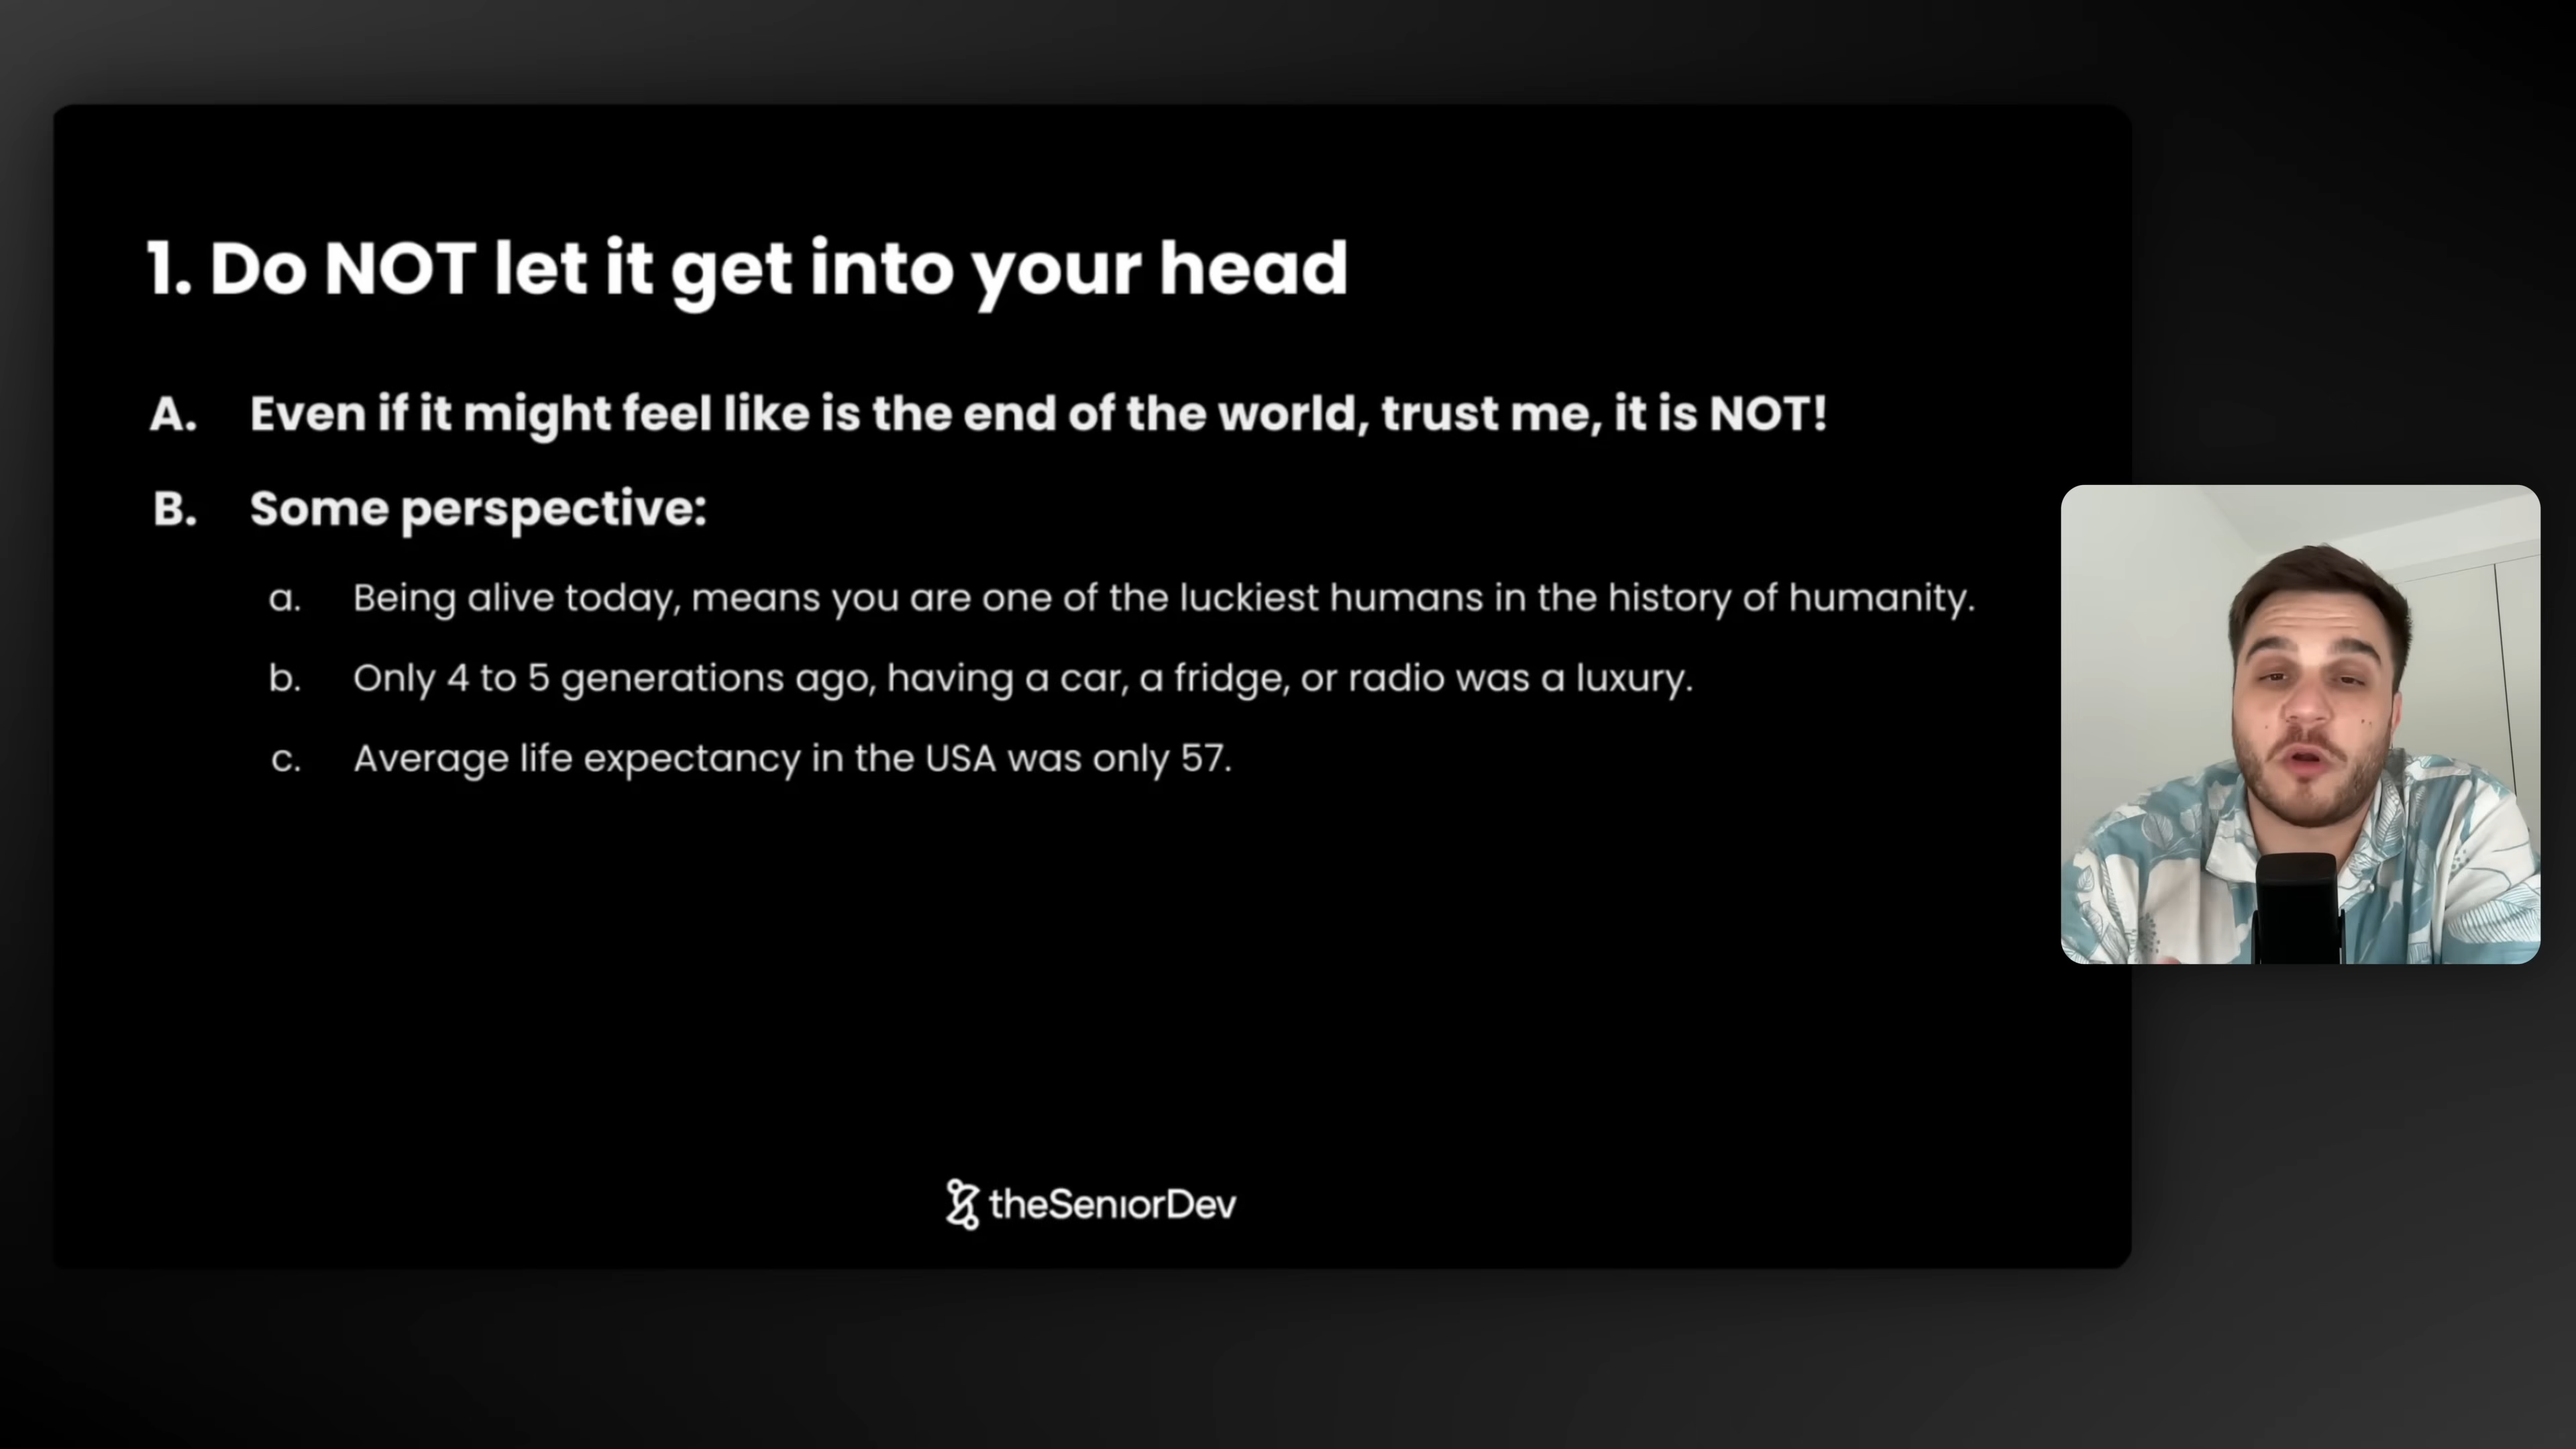 1. Do NOT let it get into your head
A. Even if it might feel like is the end of the world, trust me, it is NOT!
B. Some perspective:
a. Being alive today, means you are one of the luckiest humans in the history of humanity.
b. Only 4 to 5 generations ago, having a car, a fridge, or radio was a luxury.
c. Average life expectancy in the USA was only 57.
theSeniorDev